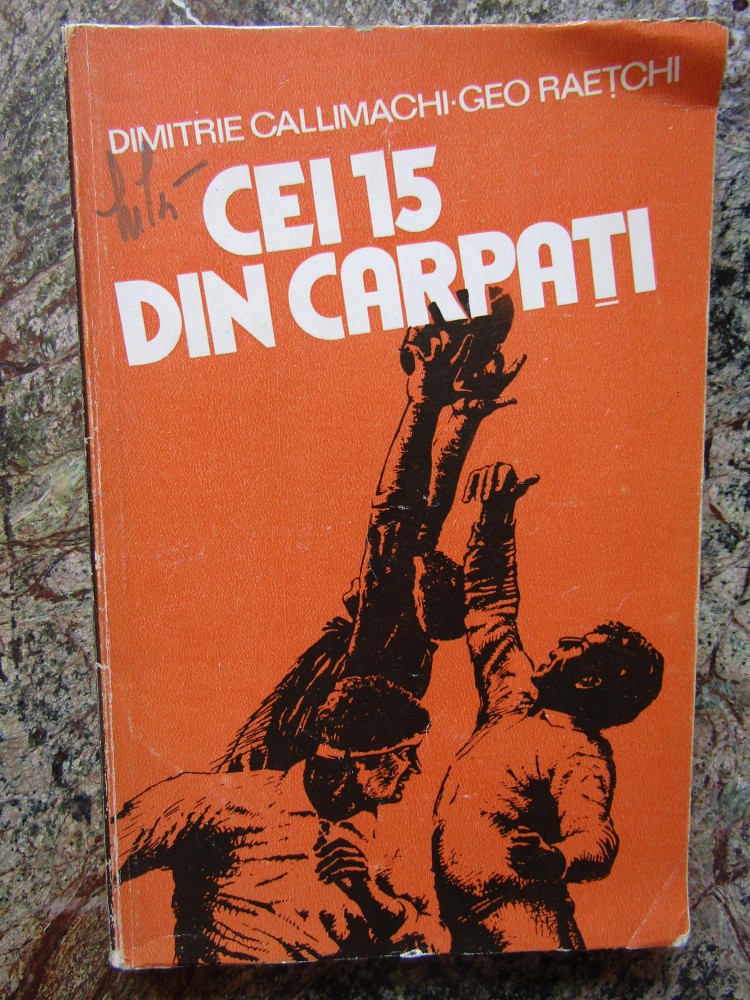 DIMITRIE CALLIMACHI·GEO RAEȚCHI
CEI 15
DIN CARPAȚI